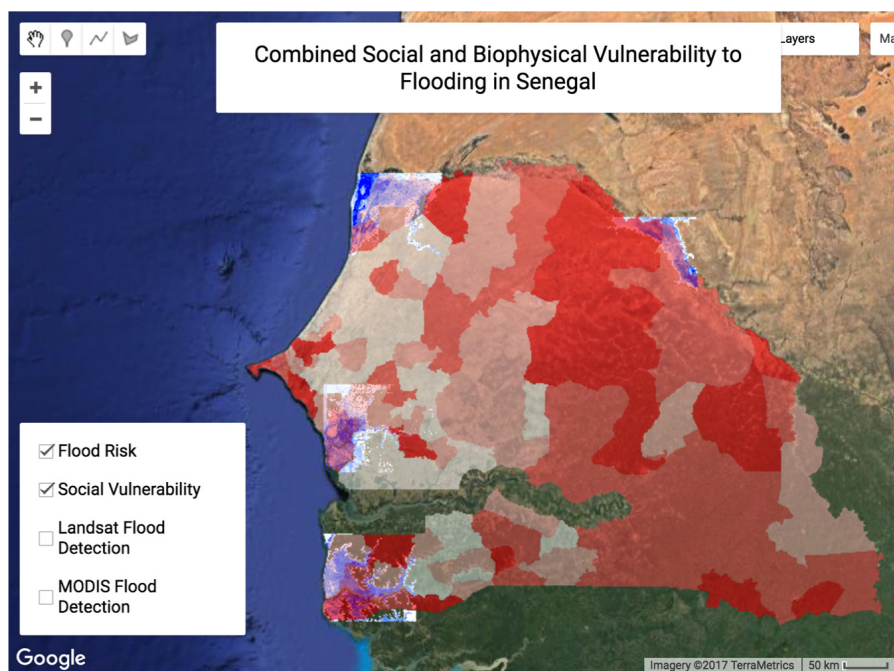 Combined Social and Biophysical Vulnerability to
Flooding in Senegal
Layers
+
−
Flood Risk
Social Vulnerability
Landsat Flood
Detection
MODIS Flood
Detection
Google
Imagery ©2017 TerraMetrics
50 km